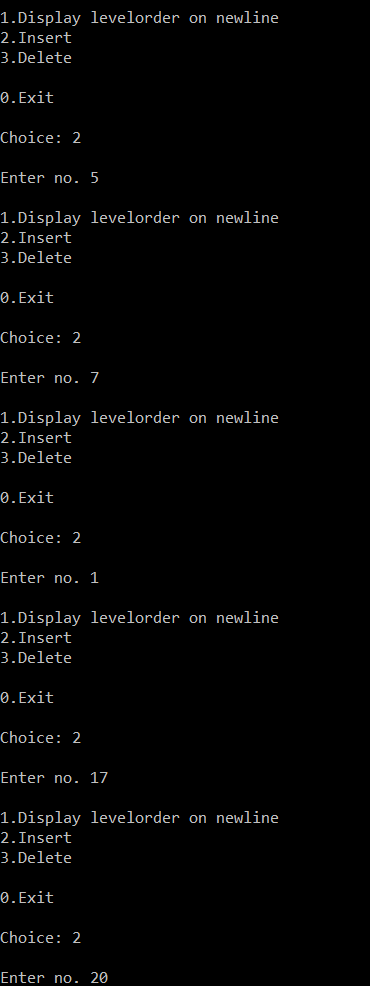 1.Display levelorder on newline
2.Insert
3.Delete
0.Exit
Choice: 2
Enter no. 5
1.Display levelorder on newline
2.Insert
3.Delete
0.Exit
Choice: 2
Enter no. 7
1.Display levelorder on newline
2.Insert
3.Delete
0.Exit
Choice: 2
Enter no. 1
1.Display levelorder on newline
2.Insert
3.Delete
0.Exit
Choice: 2
Enter no. 17
1.Display levelorder on newline
2.Insert
3.Delete
0.Exit
Choice: 2
Enter no. 20